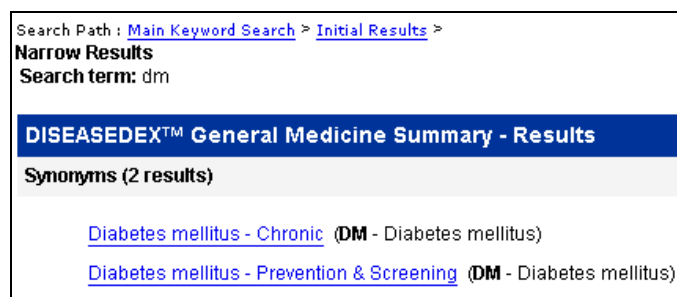 Search Path : Main Keyword Search > Initial Results >
Narrow Results
Search term: dm
DISEASEDEX™ General Medicine Summary - Results
Synonyms (2 results)
Diabetes mellitus - Chronic (DM - Diabetes mellitus)
Diabetes mellitus - Prevention & Screening (DM - Diabetes mellitus)